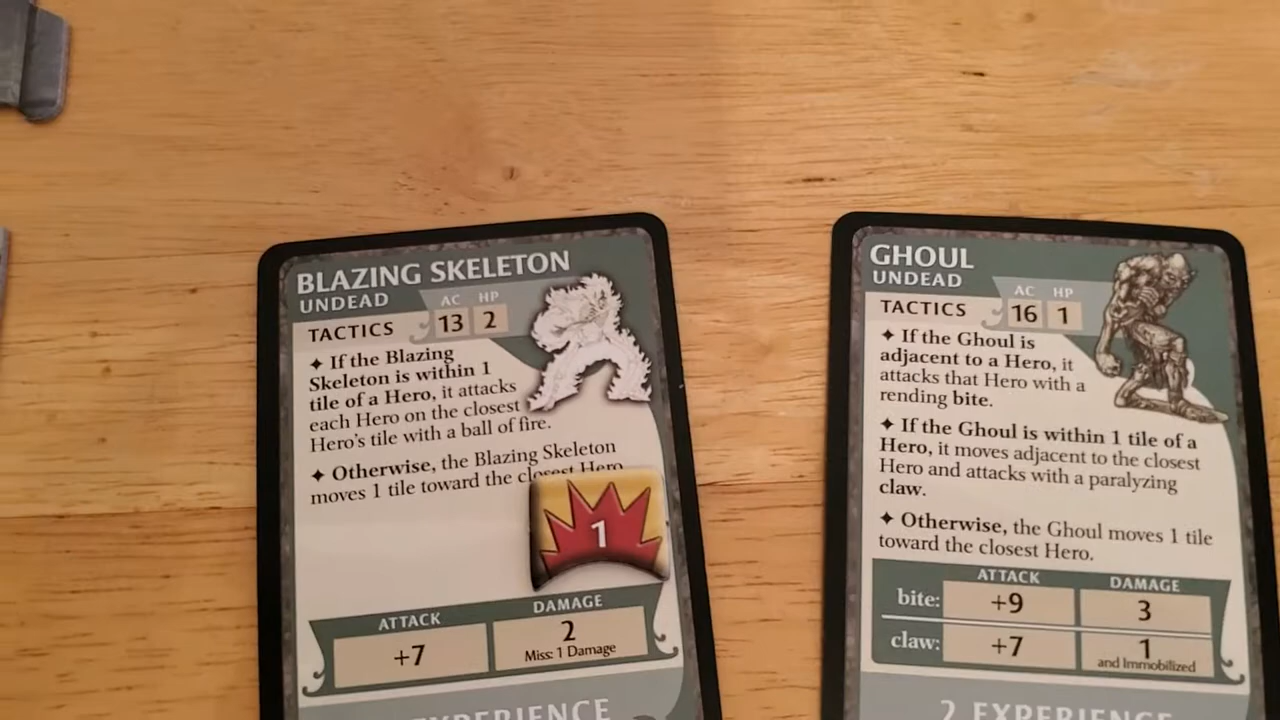 BLAZING SKELETON
UNDEAD
AC HP
TACTICS 13 2
✦ If the Blazing
Skeleton is within 1
tile of a Hero, it attacks
each Hero on the closest
Hero's tile with a ball of fire.
✦ Otherwise, the Blazing Skeleton
moves 1 tile toward the closest Hero
1
ATTACK DAMAGE
+7 2
Miss: 1 Damage
EXPERIENCE
GHOUL
UNDEAD
AC HP
TACTICS 16 1
✦ If the Ghoul is
adjacent to a Hero, it
attacks that Hero with a
rending bite.
✦ If the Ghoul is within 1 tile of a
Hero, it moves adjacent to the closest
Hero and attacks with a paralyzing
claw.
✦ Otherwise, the Ghoul moves 1 tile
toward the closest Hero.
ATTACK DAMAGE
bite: +9 3
claw: +7 1
and Immobilized
2 EXPERIENCE